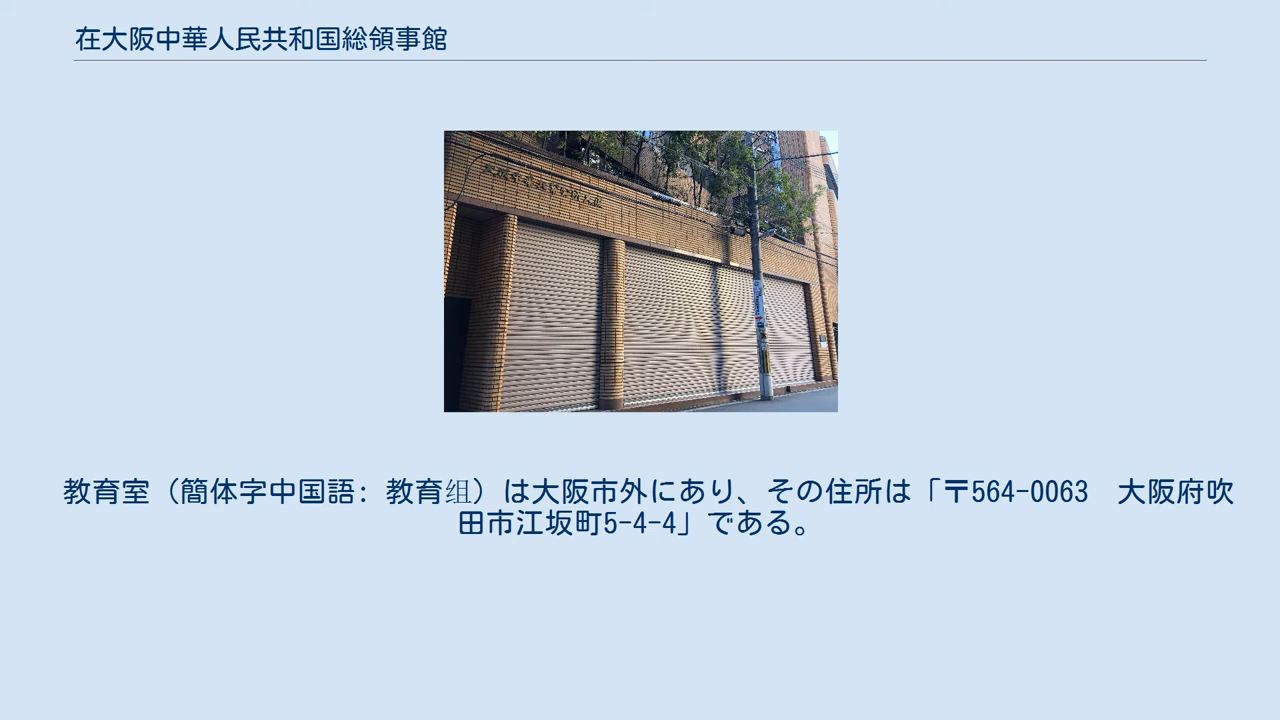 在大阪中華人民共和国総領事館
教育室（簡体字中国語: 教育组）は大阪市外にあり、その住所は「〒564-0063　大阪府吹
田市江坂町5-4-4」である。